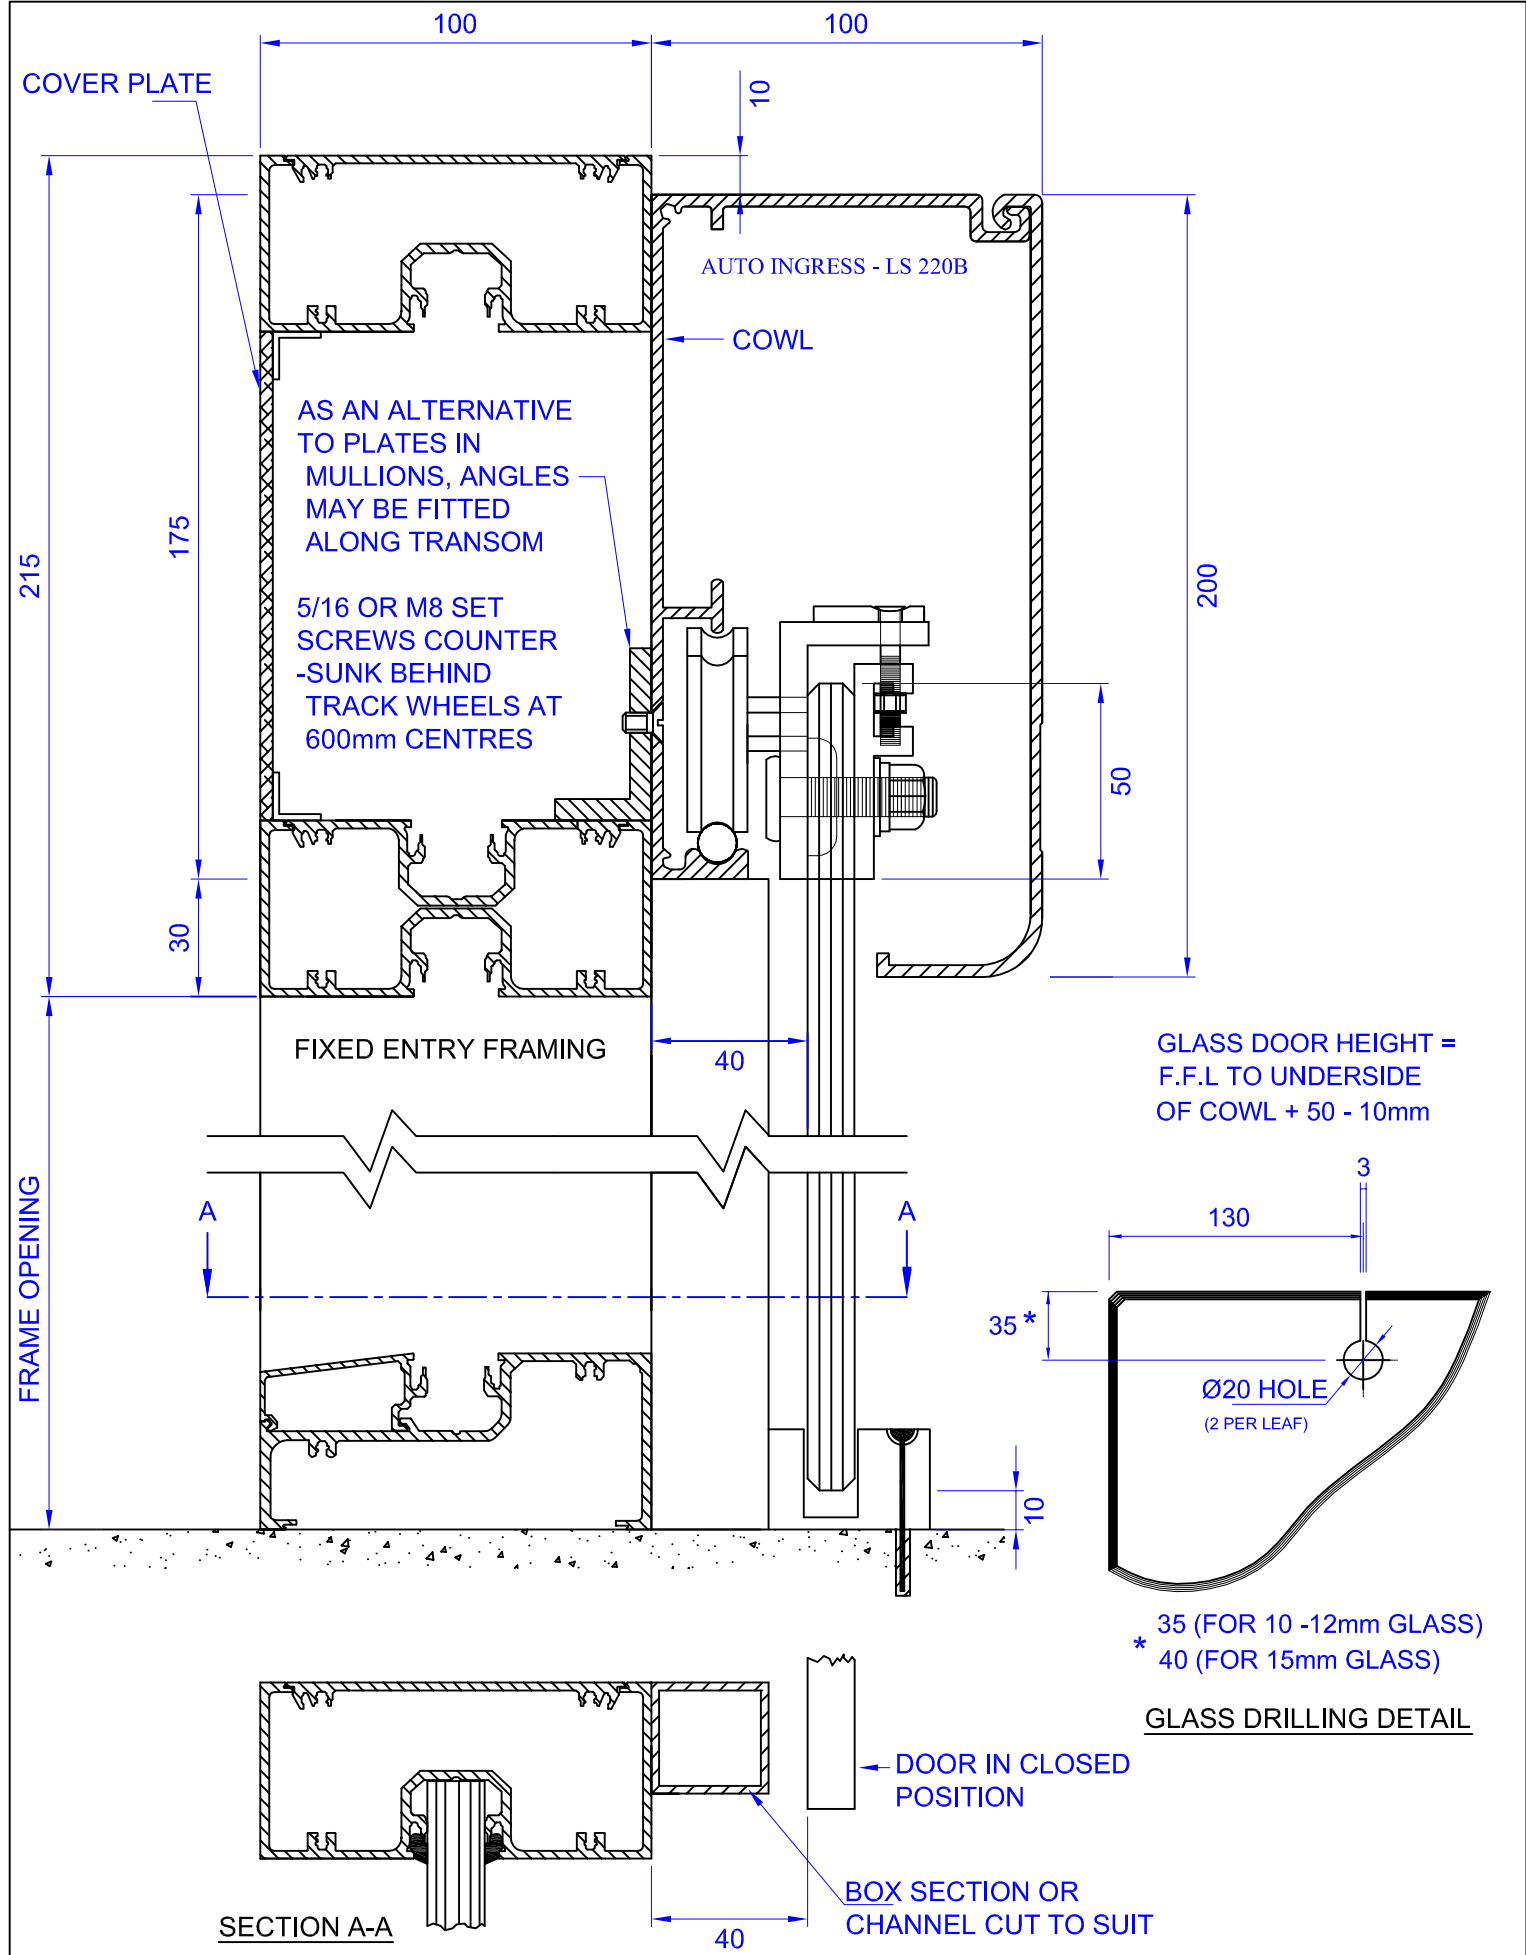 100
100
COVER PLATE
10
AUTO INGRESS - LS 220B
COWL
AS AN ALTERNATIVE
TO PLATES IN
MULLIONS, ANGLES
MAY BE FITTED
ALONG TRANSOM
5/16 OR M8 SET
SCREWS COUNTER
-SUNK BEHIND
TRACK WHEELS AT
600mm CENTRES
215
175
200
50
30
FIXED ENTRY FRAMING
40
GLASS DOOR HEIGHT =
F.F.L TO UNDERSIDE
OF COWL + 50 - 10mm
FRAME OPENING
A
A
3
130
35 *
Ø20 HOLE
(2 PER LEAF)
10
* 35 (FOR 10 -12mm GLASS)
40 (FOR 15mm GLASS)
GLASS DRILLING DETAIL
DOOR IN CLOSED
POSITION
BOX SECTION OR
CHANNEL CUT TO SUIT
SECTION A-A
40